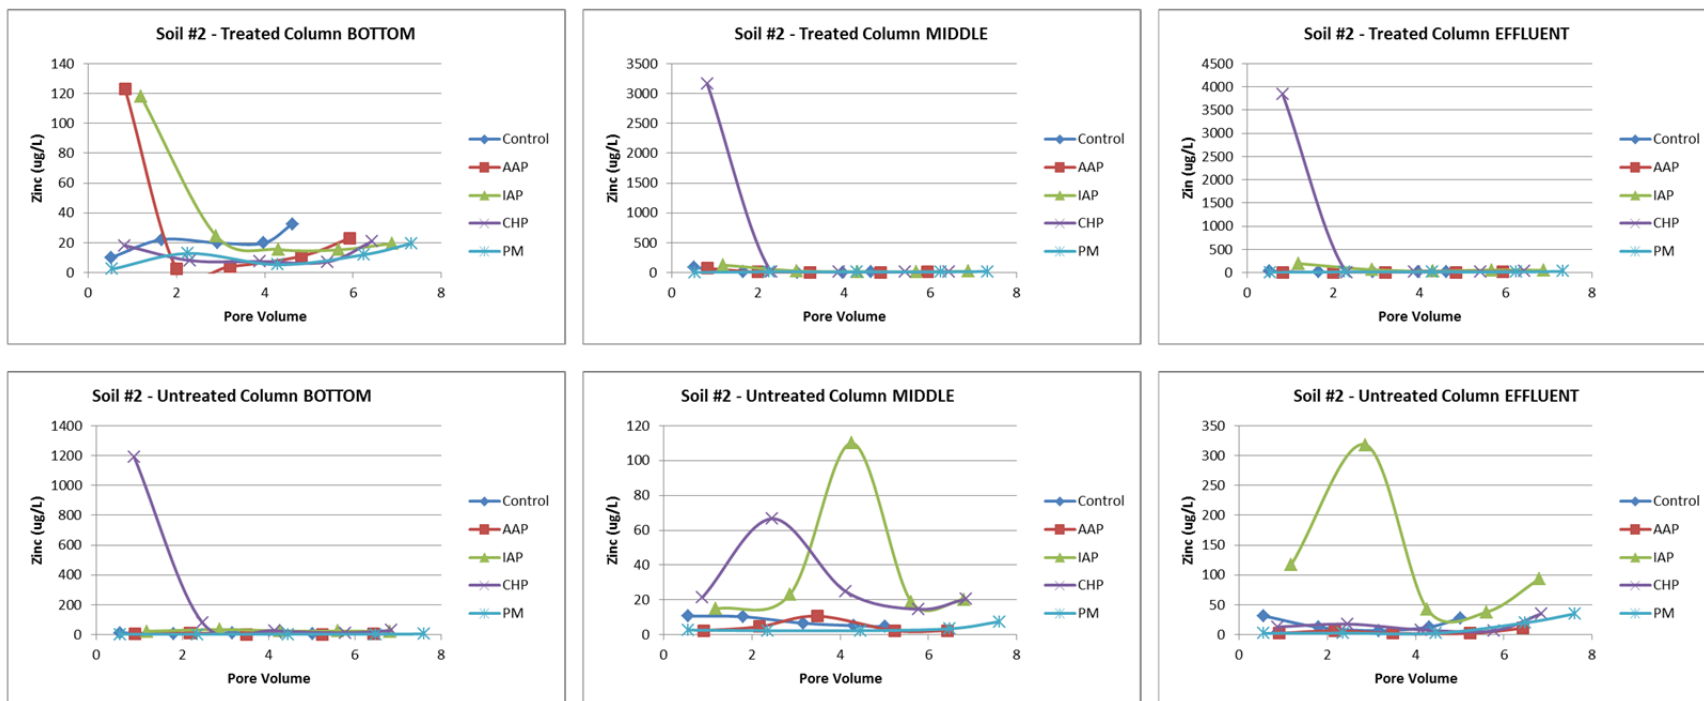 Soil #2 - Treated Column BOTTOM
Zinc (ug/L)
140
120
100
80
60
40
20
0
0 2 4 6 8
Pore Volume
Control
AAP
IAP
CHP
PM
Soil #2 - Treated Column MIDDLE
Zinc (ug/L)
3500
3000
2500
2000
1500
1000
500
0
0 2 4 6 8
Pore Volume
Control
AAP
IAP
CHP
PM
Soil #2 - Treated Column EFFLUENT
Zin (ug/L)
4500
4000
3500
3000
2500
2000
1500
1000
500
0
0 2 4 6 8
Pore Volume
Control
AAP
IAP
CHP
PM
Soil #2 - Untreated Column BOTTOM
Zinc (ug/L)
1400
1200
1000
800
600
400
200
0
0 2 4 6 8
Pore Volume
Control
AAP
IAP
CHP
PM
Soil #2 - Untreated Column MIDDLE
Zinc (ug/L)
120
100
80
60
40
20
0
0 2 4 6 8
Pore Volume
Control
AAP
IAP
CHP
PM
Soil #2 - Untreated Column EFFLUENT
Zinc (ug/L)
350
300
250
200
150
100
50
0
0 2 4 6 8
Pore Volume
Control
AAP
IAP
CHP
PM